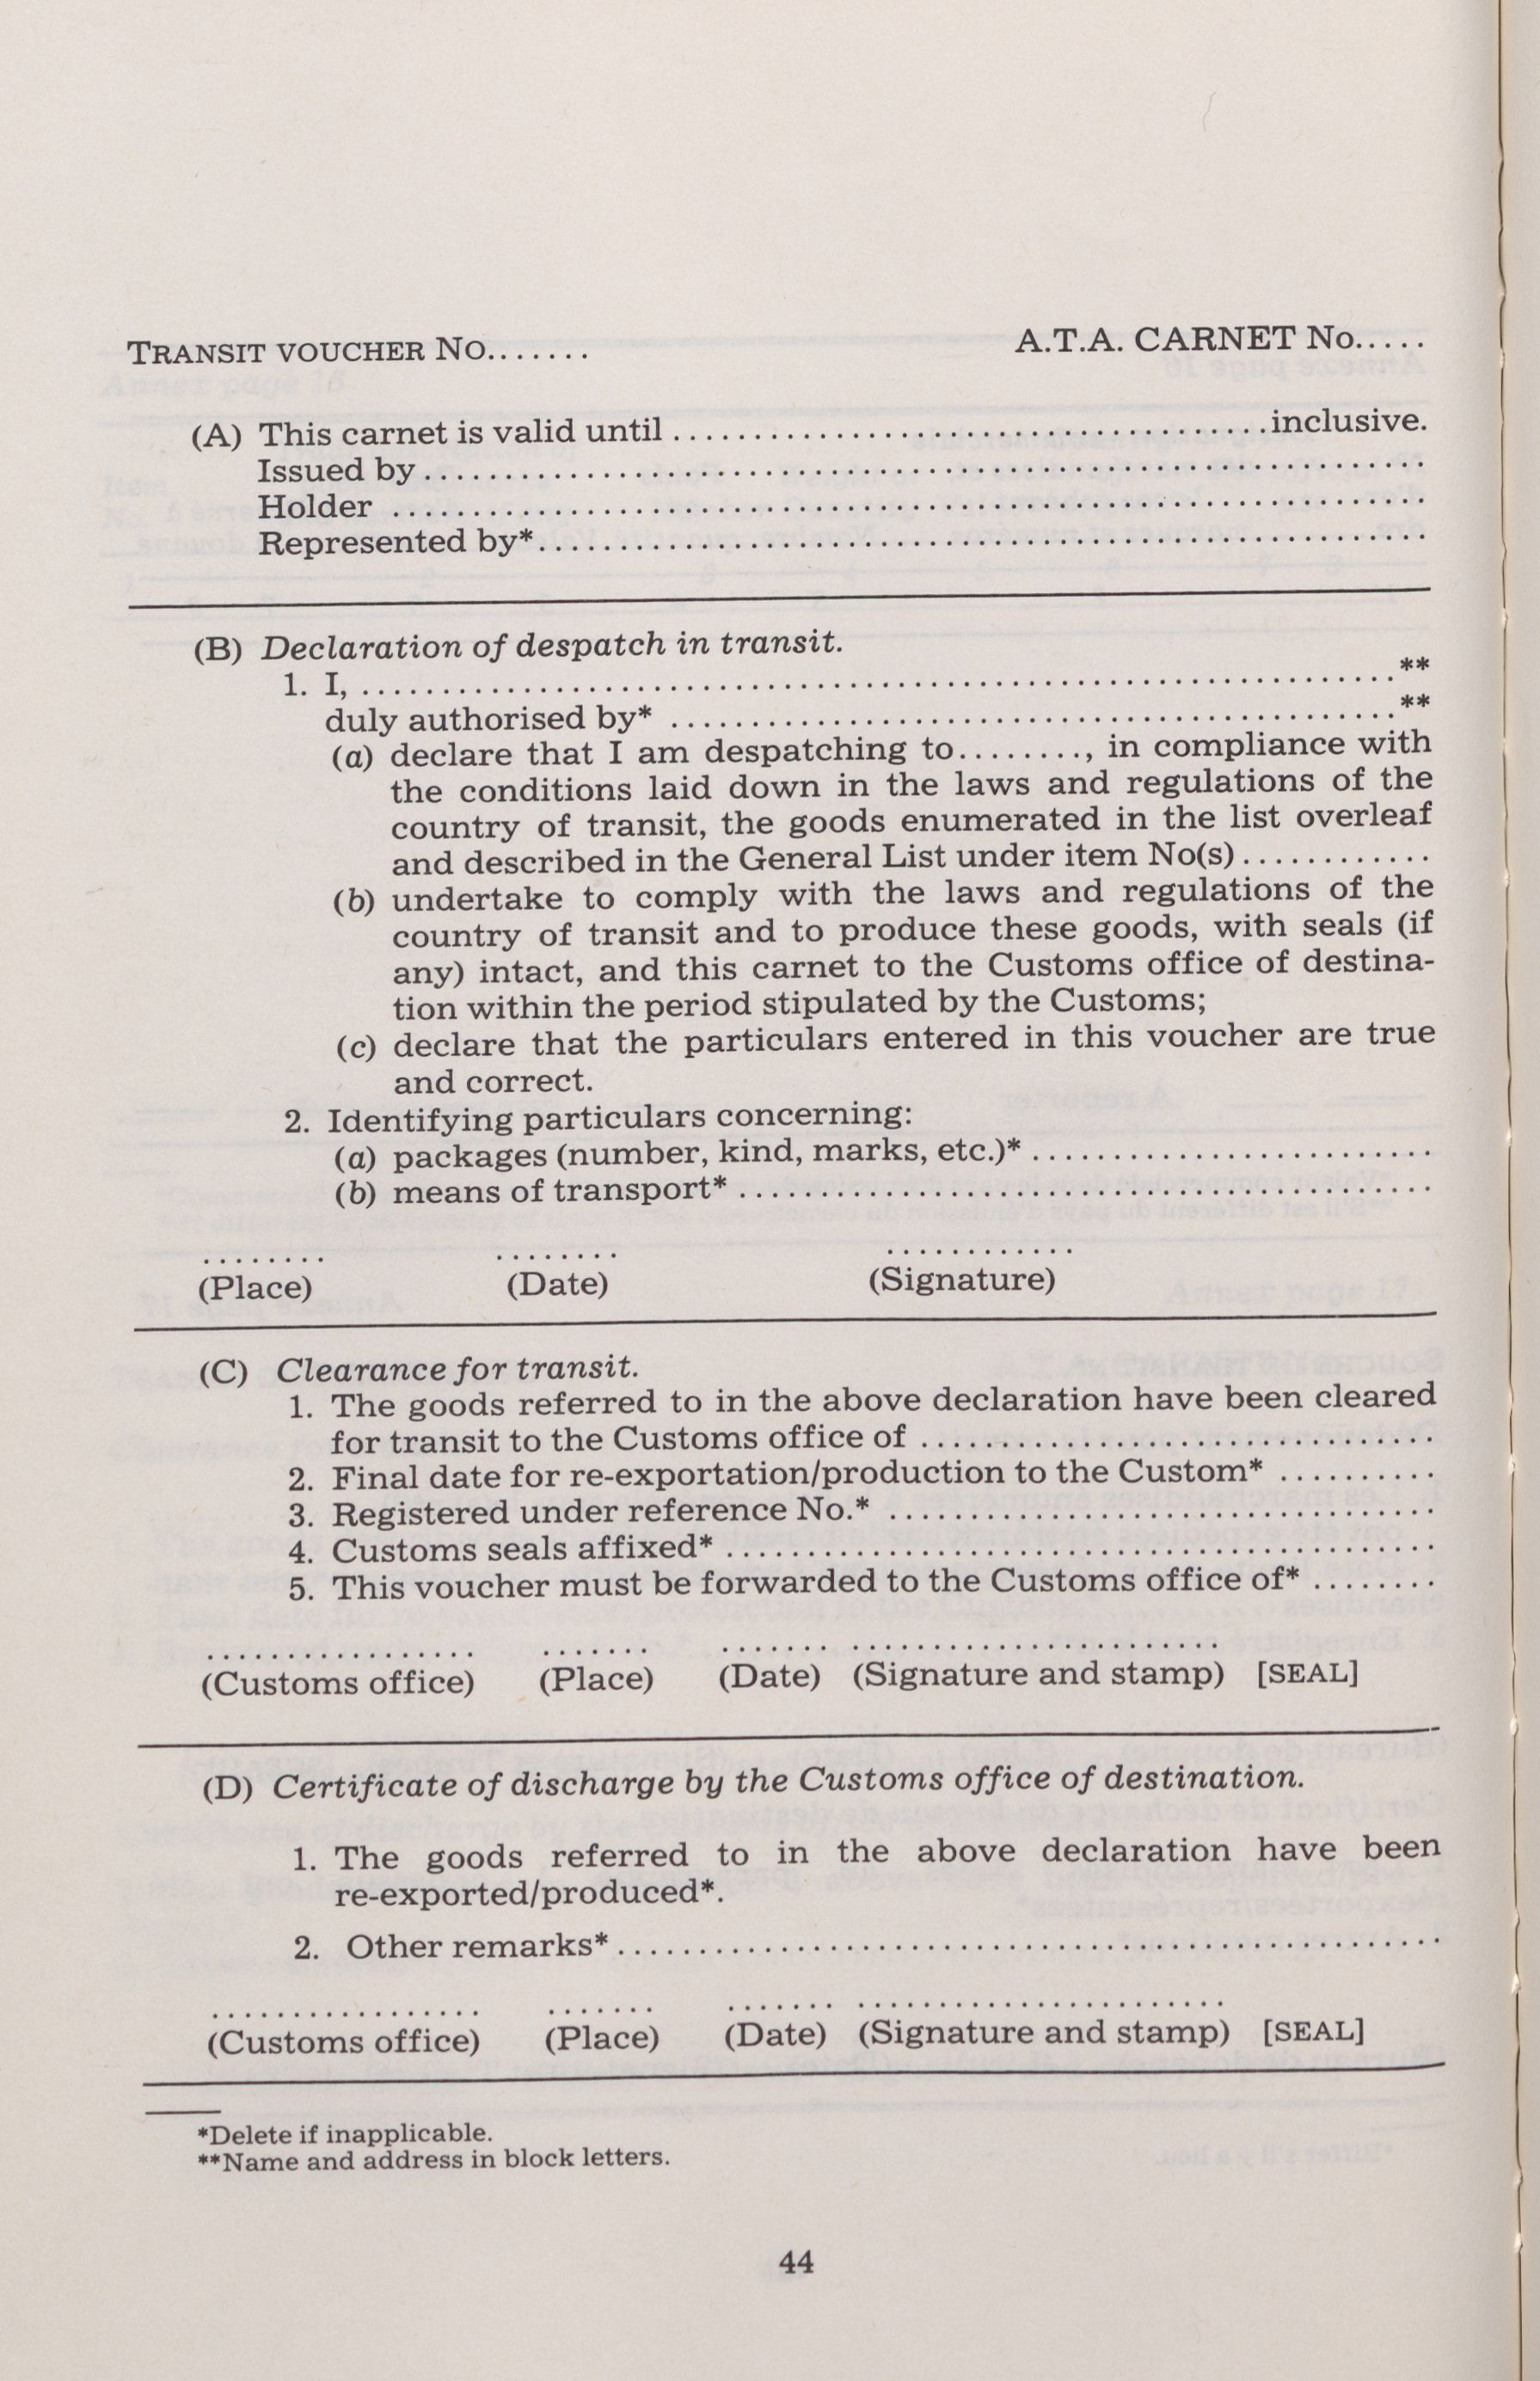 TRANSIT VOUCHER NO....... A.T.A. CARNET No.....
(A) This carnet is valid until ..................................... inclusive.
Issued by ..............................................................
Holder ................................................................
Represented by* .......................................................
(B) Declaration of despatch in transit.
1. I, ................................................................**
duly authorised by* .............................................**
(a) declare that I am despatching to........, in compliance with
the conditions laid down in the laws and regulations of the
country of transit, the goods enumerated in the list overleaf
and described in the General List under item No(s) ............
(b) undertake to comply with the laws and regulations of the
country of transit and to produce these goods, with seals (if
any) intact, and this carnet to the Customs office of destina-
tion within the period stipulated by the Customs;
(c) declare that the particulars entered in this voucher are true
and correct.
2. Identifying particulars concerning:
(a) packages (number, kind, marks, etc.)* .........................
(b) means of transport* ...........................................
........ ........ ............
(Place) (Date) (Signature)
(C) Clearance for transit.
1. The goods referred to in the above declaration have been cleared
for transit to the Customs office of ................................
2. Final date for re-exportation/production to the Custom* ..........
3. Registered under reference No.* ..................................
4. Customs seals affixed* ............................................
5. This voucher must be forwarded to the Customs office of* ........
................. ....... ....... .......................
(Customs office) (Place) (Date) (Signature and stamp) [SEAL]
(D) Certificate of discharge by the Customs office of destination.
1. The goods referred to in the above declaration have been
re-exported/produced*.
2. Other remarks* ...................................................
................. ....... ....... .......................
(Customs office) (Place) (Date) (Signature and stamp) [SEAL]
*Delete if inapplicable.
**Name and address in block letters.
44